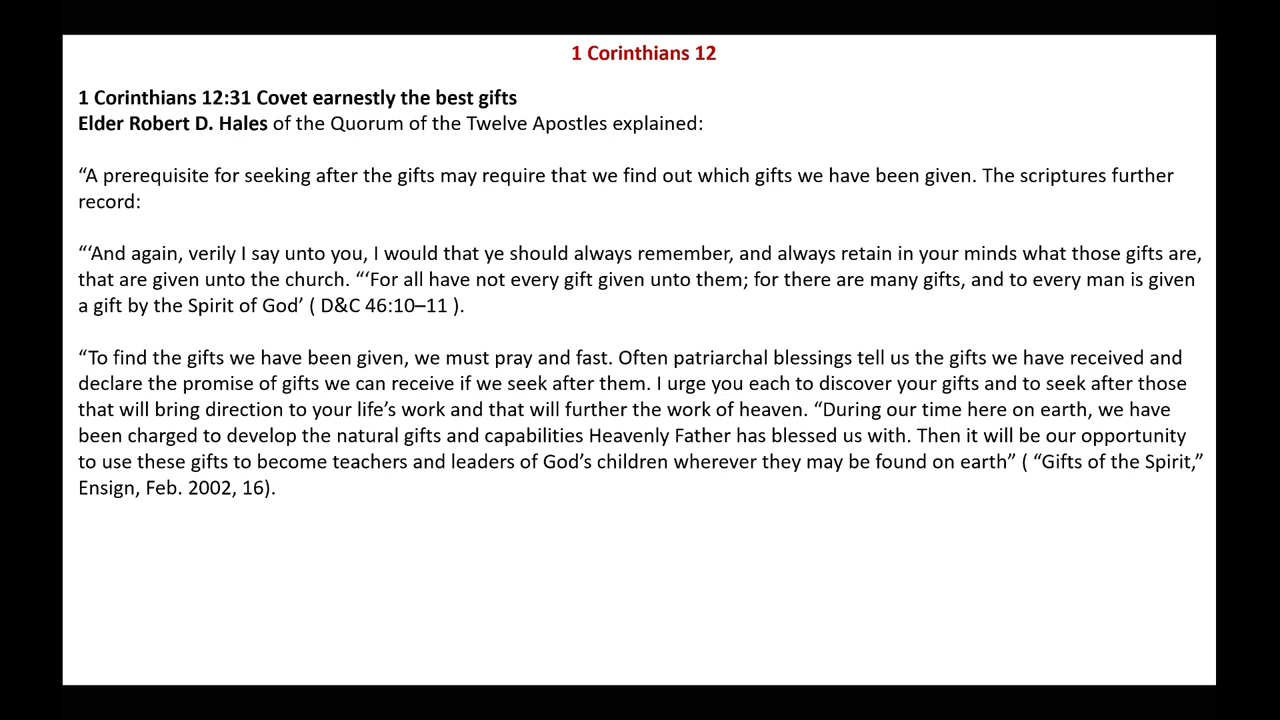 1 Corinthians 12
1 Corinthians 12:31 Covet earnestly the best gifts
Elder Robert D. Hales of the Quorum of the Twelve Apostles explained:
“A prerequisite for seeking after the gifts may require that we find out which gifts we have been given. The scriptures further
record:
“‘And again, verily I say unto you, I would that ye should always remember, and always retain in your minds what those gifts are,
that are given unto the church. “‘For all have not every gift given unto them; for there are many gifts, and to every man is given
a gift by the Spirit of God’ ( D&C 46:10–11 ).
“To find the gifts we have been given, we must pray and fast. Often patriarchal blessings tell us the gifts we have received and
declare the promise of gifts we can receive if we seek after them. I urge you each to discover your gifts and to seek after those
that will bring direction to your life’s work and that will further the work of heaven. “During our time here on earth, we have
been charged to develop the natural gifts and capabilities Heavenly Father has blessed us with. Then it will be our opportunity
to use these gifts to become teachers and leaders of God’s children wherever they may be found on earth” ( “Gifts of the Spirit,”
Ensign, Feb. 2002, 16).